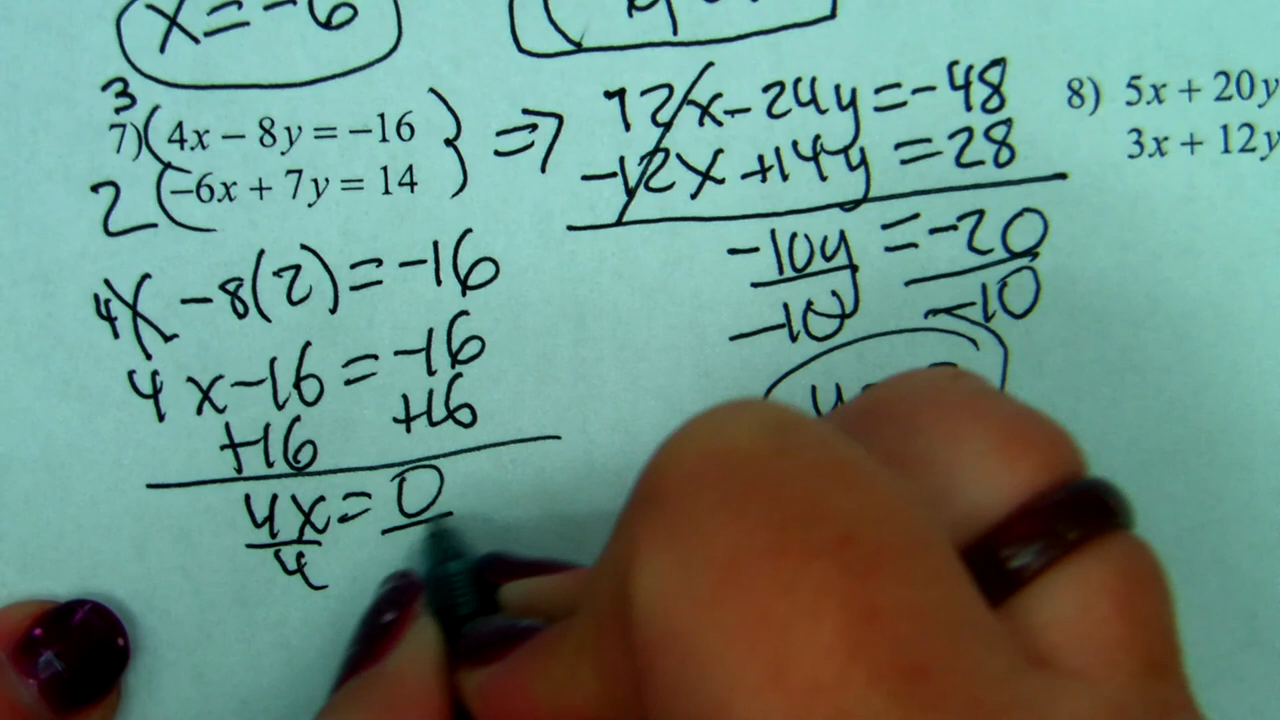 x = -6
3
7) ( 4x − 8y = −16 } ⇒
2 ( −6x + 7y = 14
4x - 8(2) = -16
4x - 16 = -16
+16 +16
4x = 0
4
12x - 24y = -48
-12x + 14y = 28
-10y = -20
-10 -10
y =
8) 5x + 20y
3x + 12y